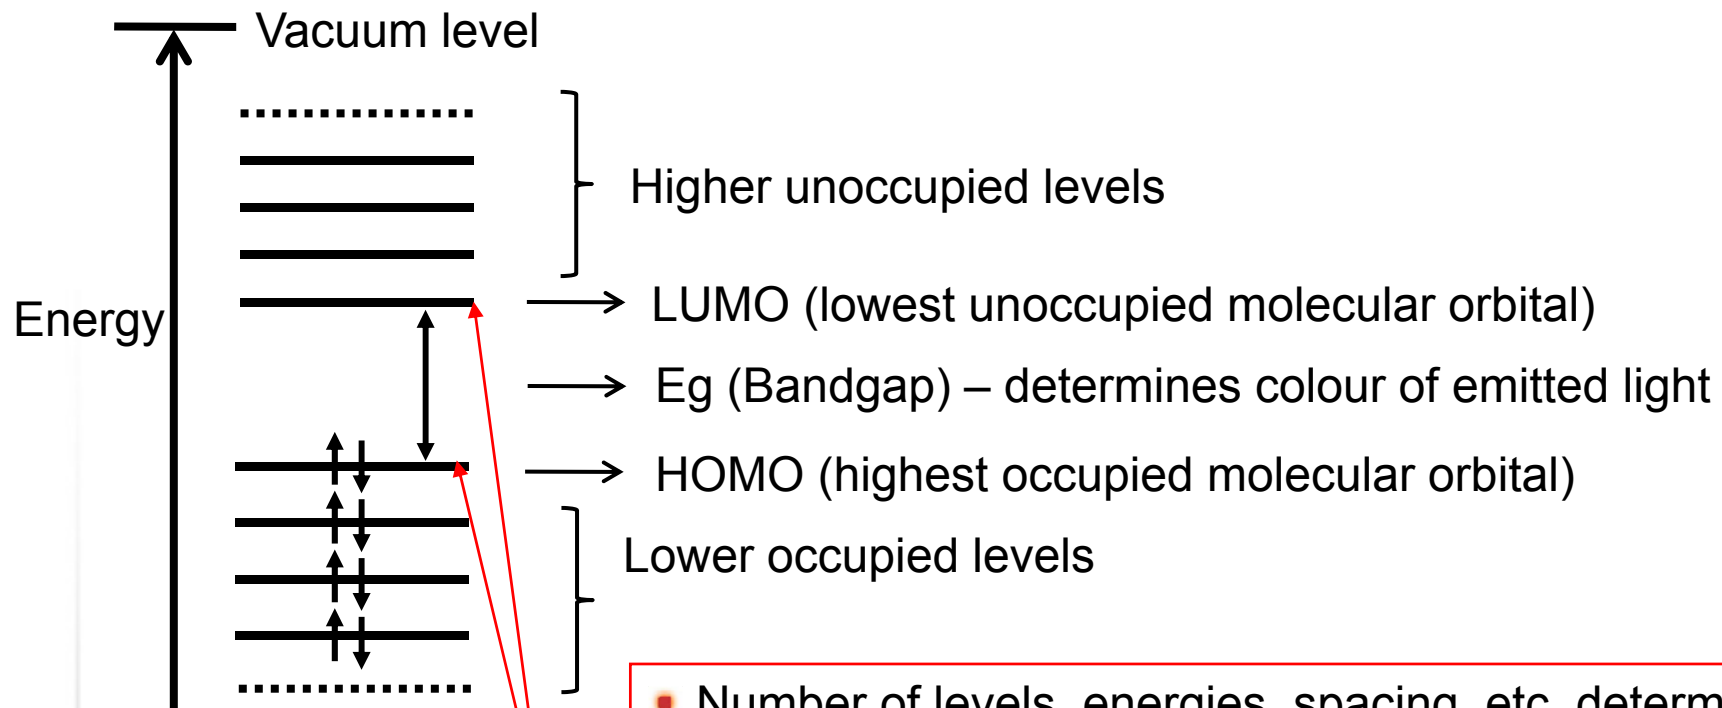 Vacuum level
Higher unoccupied levels
LUMO (lowest unoccupied molecular orbital)
Energy
Eg (Bandgap) – determines colour of emitted light
HOMO (highest occupied molecular orbital)
Lower occupied levels
Number of levels, energies, spacing, etc. determ